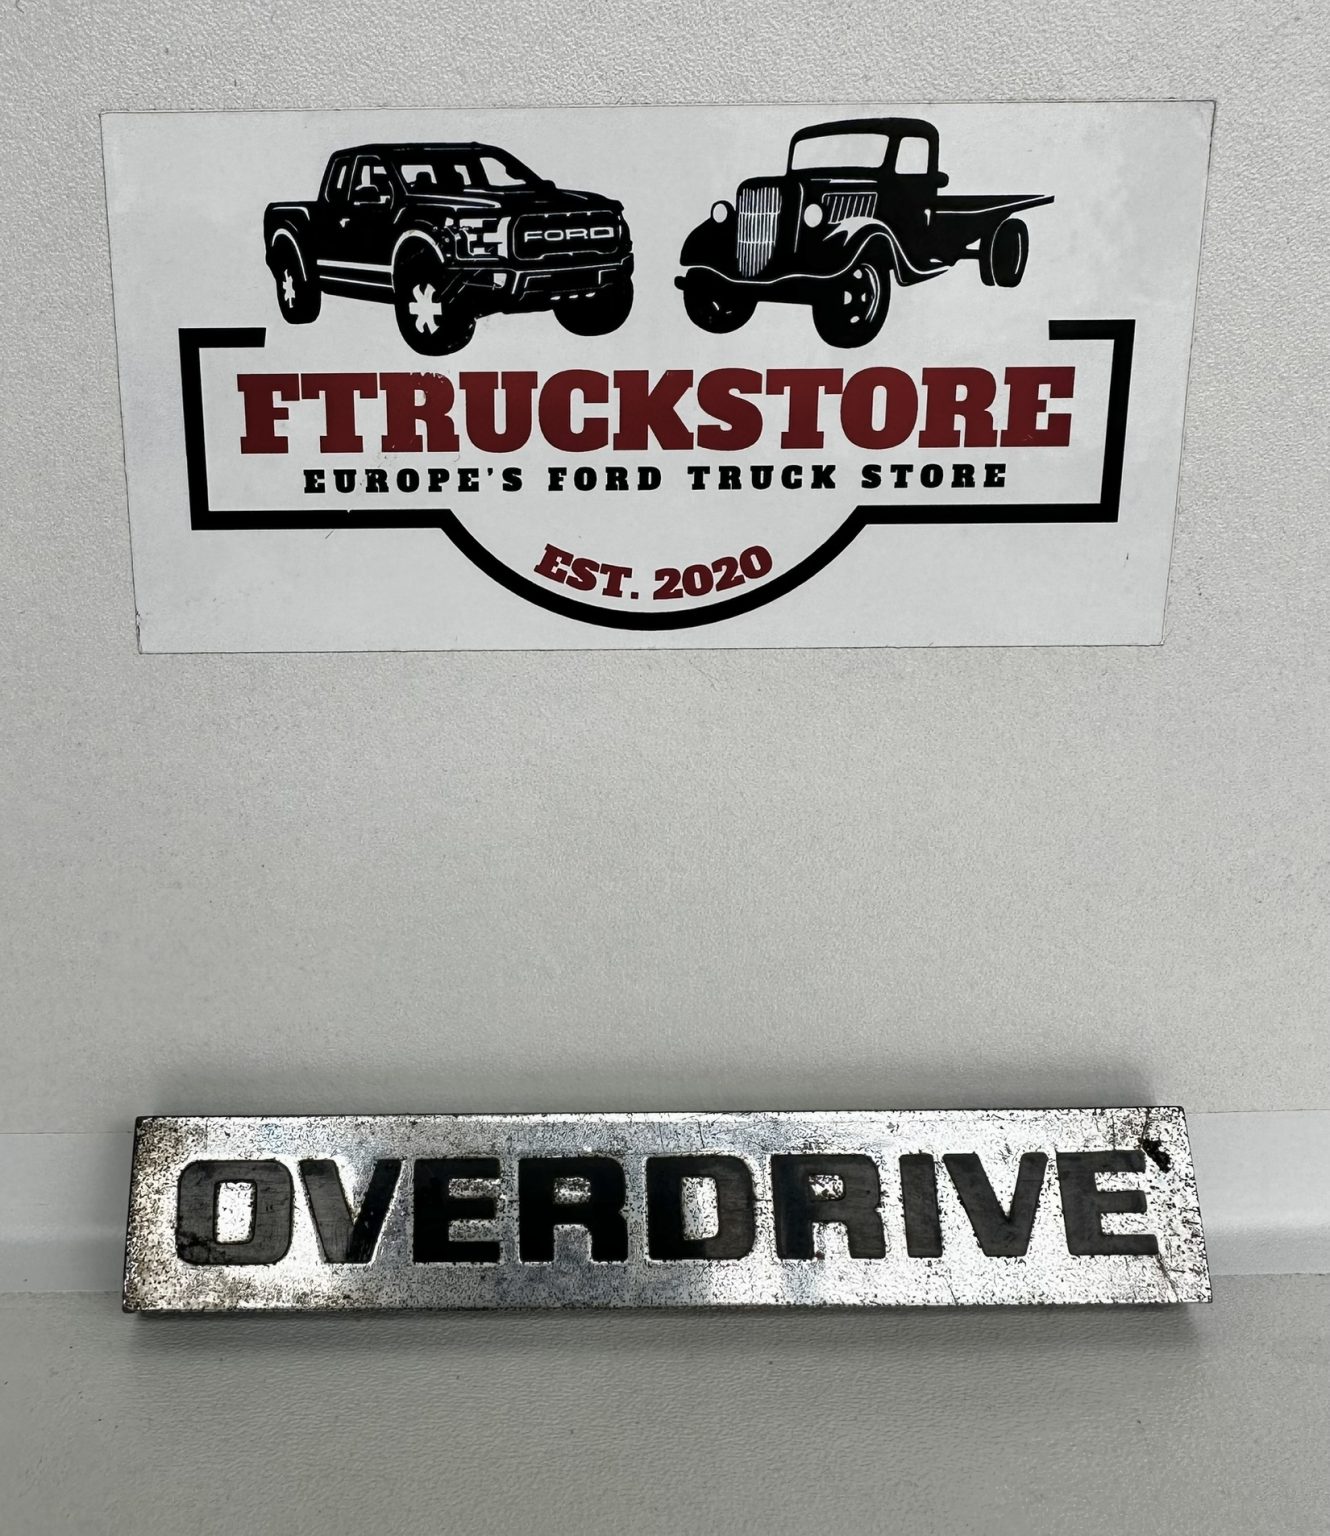 FORD
FTRUCKSTORE
EUROPE'S FORD TRUCK STORE
EST. 2020
OVERDRIVE